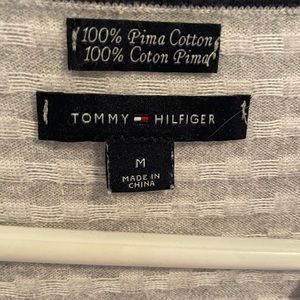 100% Pima Cotton
100% Coton Pima
TOMMY HILFIGER
M
MADE IN
CHINA